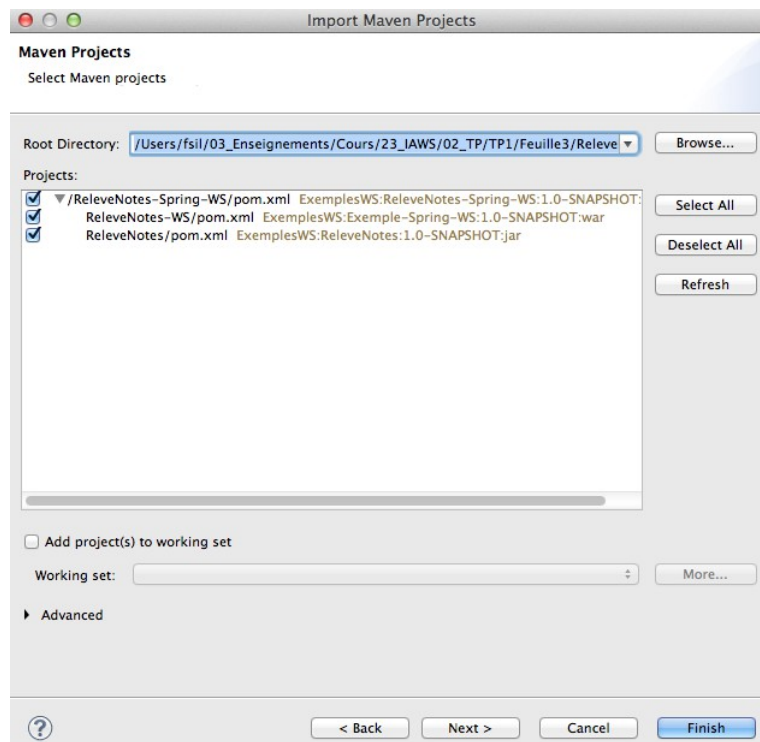 Import Maven Projects
Maven Projects
Select Maven projects
Root Directory: /Users/fsil/03_Enseignements/Cours/23_IAWS/02_TP/TP1/Feuille3/Releve Browse...
Projects:
/ReleveNotes-Spring-WS/pom.xml ExemplesWS:ReleveNotes-Spring-WS:1.0-SNAPSHOT:
ReleveNotes-WS/pom.xml ExemplesWS:Exemple-Spring-WS:1.0-SNAPSHOT:war
ReleveNotes/pom.xml ExemplesWS:ReleveNotes:1.0-SNAPSHOT:jar
Select All
Deselect All
Refresh
Add project(s) to working set
Working set: More...
Advanced
? < Back Next > Cancel Finish